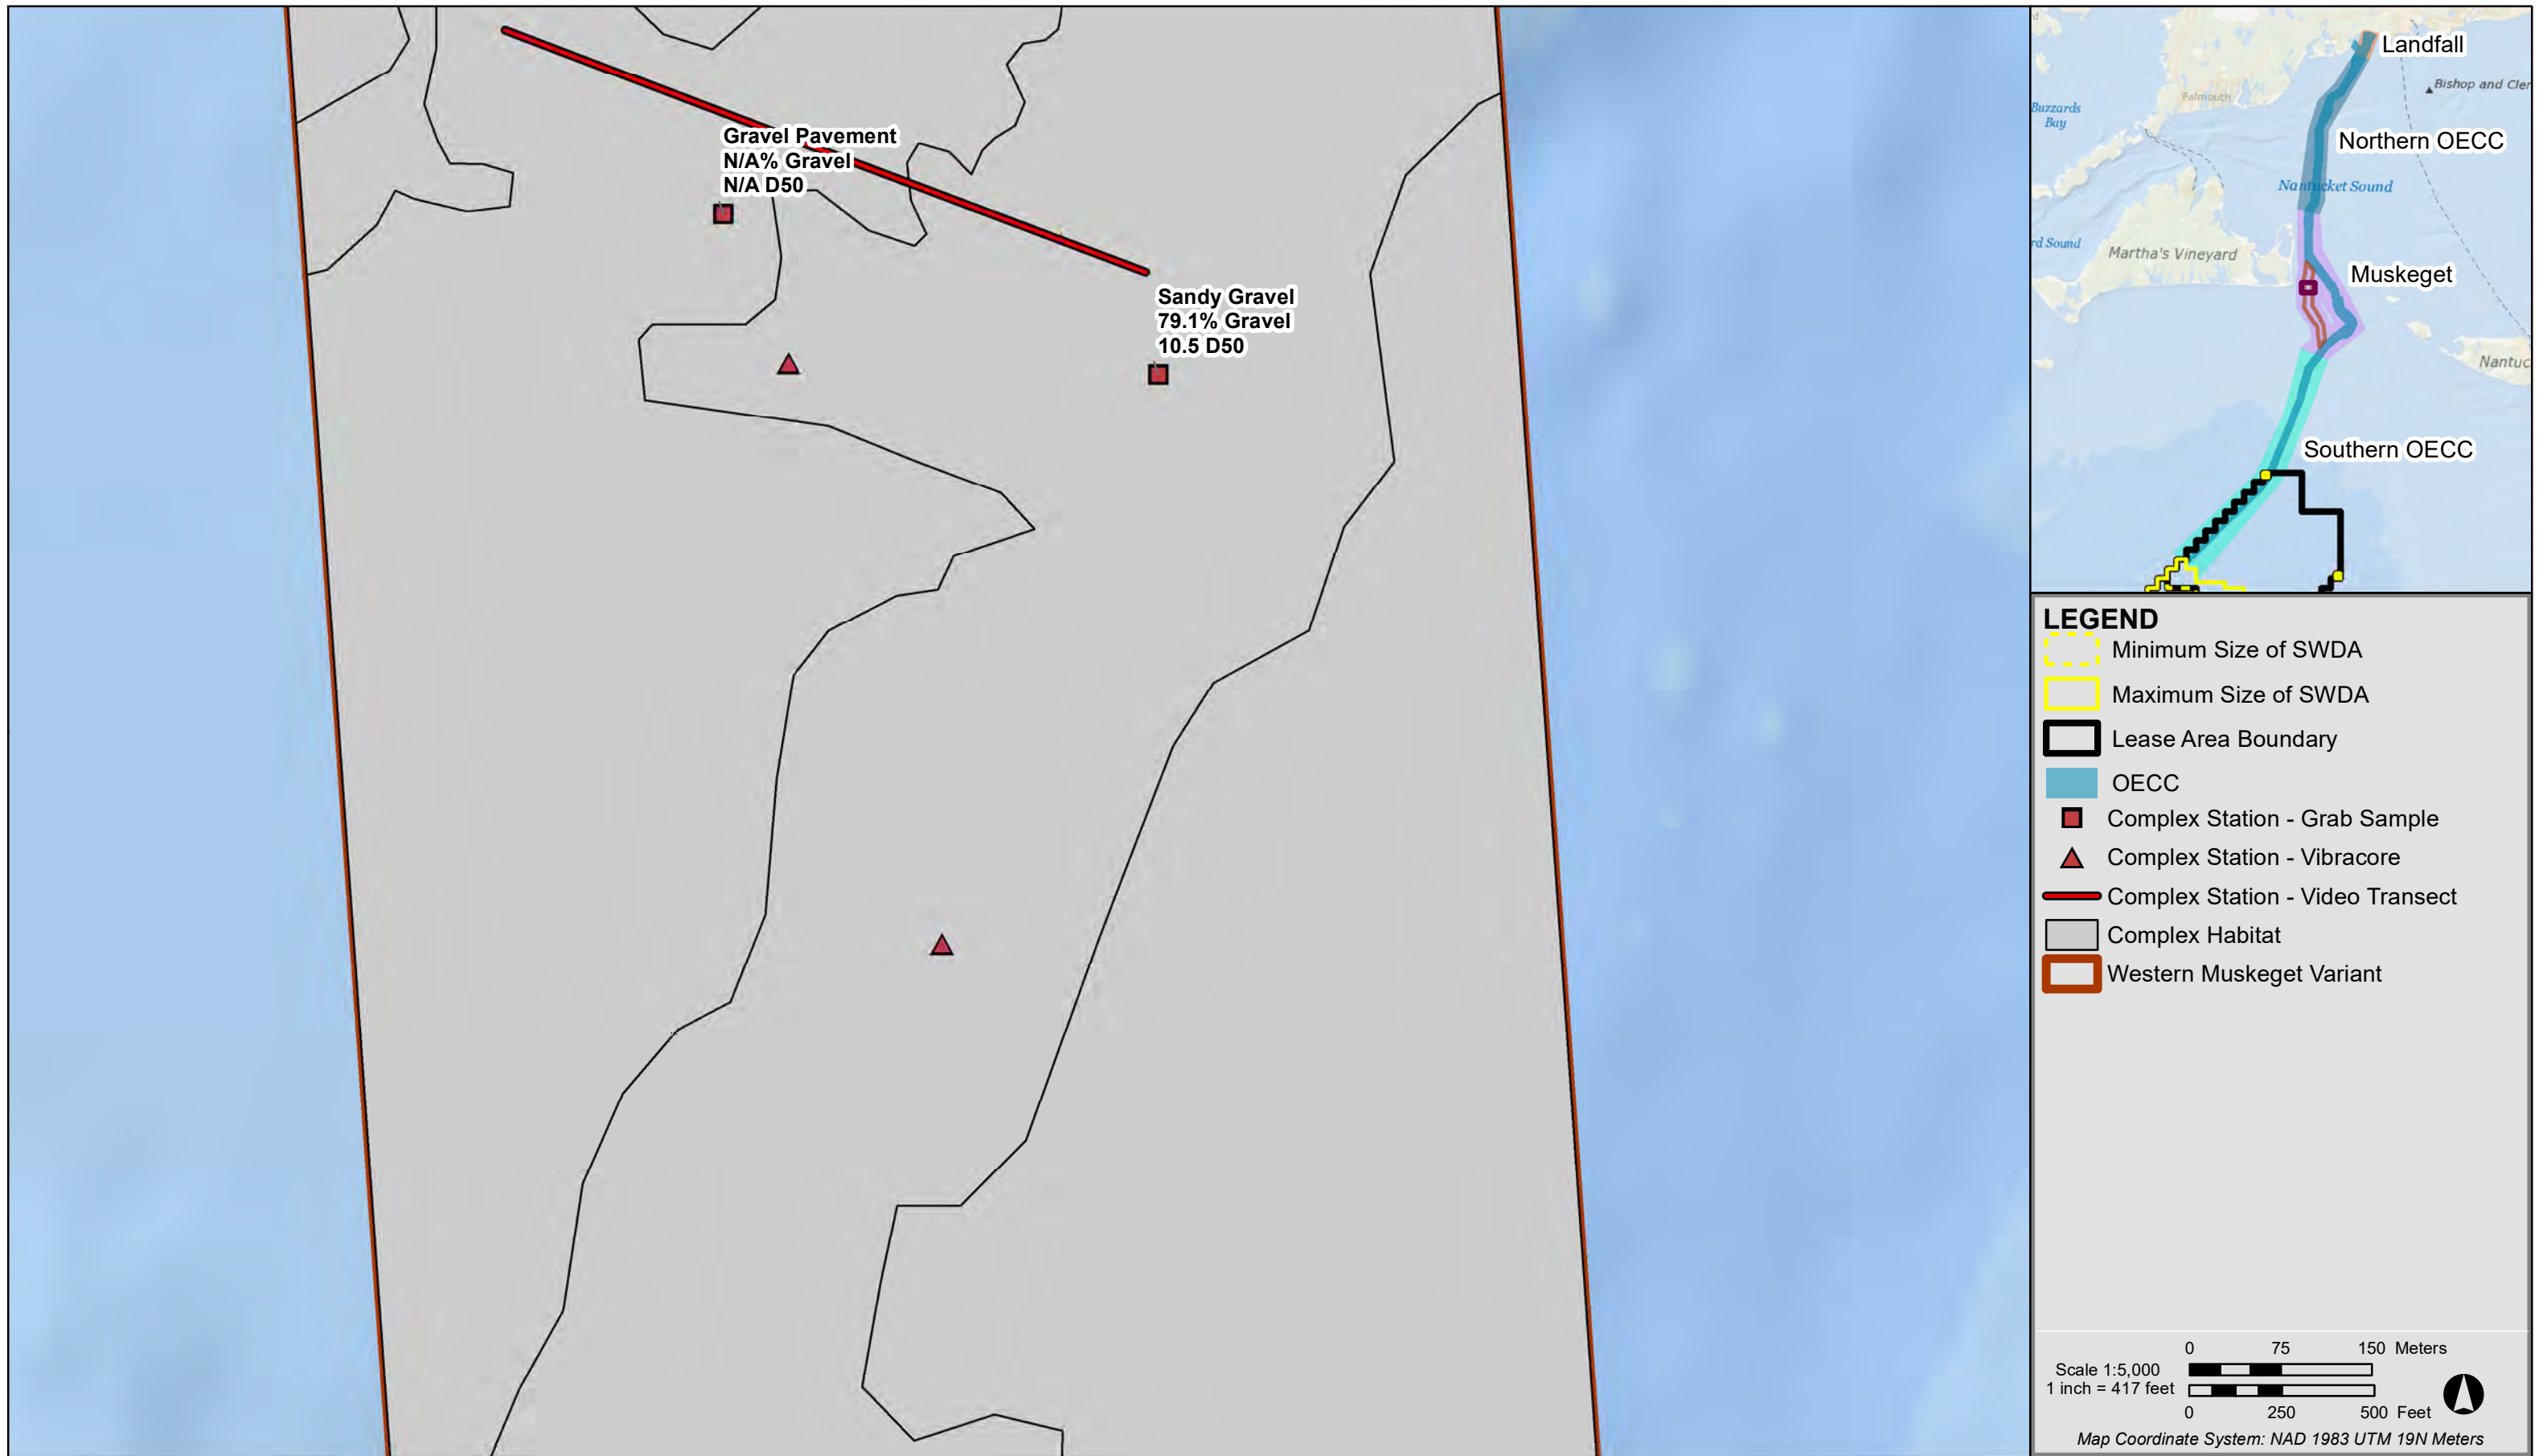 Gravel Pavement
N/A% Gravel
N/A D50
Sandy Gravel
79.1% Gravel
10.5 D50
Landfall
Bishop and Cler
Falmouth
Buzzards
Bay
Northern OECC
Nantucket Sound
rd Sound
Martha's Vineyard
Muskeget
Nantuc
Southern OECC
LEGEND
Minimum Size of SWDA
Maximum Size of SWDA
Lease Area Boundary
OECC
Complex Station - Grab Sample
Complex Station - Vibracore
Complex Station - Video Transect
Complex Habitat
Western Muskeget Variant
0 75 150 Meters
Scale 1:5,000
1 inch = 417 feet
0 250 500 Feet
Map Coordinate System: NAD 1983 UTM 19N Meters